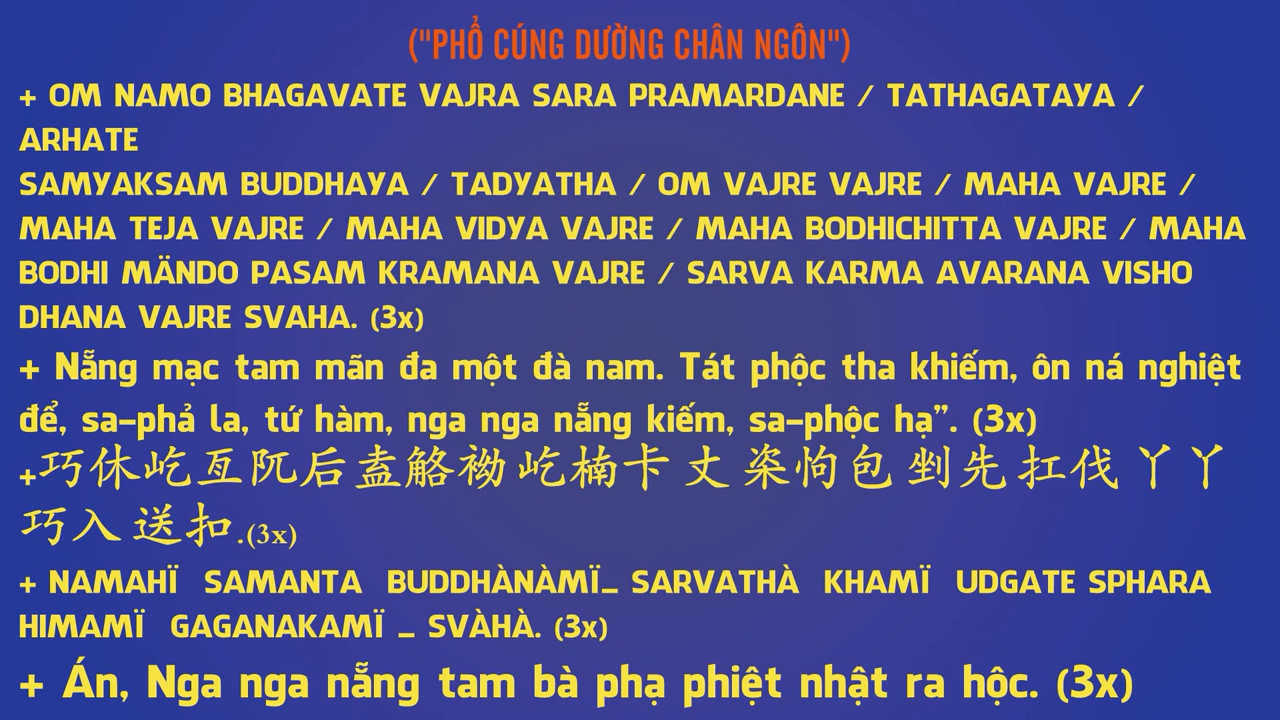 ("PHỔ CÚNG DƯỜNG CHÂN NGÔN")
+ OM NAMO BHAGAVATE VAJRA SARA PRAMARDANE / TATHAGATAYA /
ARHATE
SAMYAKSAM BUDDHAYA / TADYATHA / OM VAJRE VAJRE / MAHA VAJRE /
MAHA TEJA VAJRE / MAHA VIDYA VAJRE / MAHA BODHICHITTA VAJRE / MAHA
BODHI MÄNDO PASAM KRAMANA VAJRE / SARVA KARMA AVARANA VISHO
DHANA VAJRE SVAHA. (3x)
+ Nẵng mạc tam mãn đa một đà nam. Tát phộc tha khiếm, ôn ná nghiệt
để, sa-phả la, tứ hàm, nga nga nẵng kiếm, sa-phộc hạ”. (3x)
+巧休屹亙阢后盍觡袎 屹楠卡 丈 桼怐包 剉先 扛伐 丫丫
巧入 送扣.(3x)
+ NAMAHÏ SAMANTA BUDDHÀNÀMÏ_ SARVATHÀ KHAMÏ UDGATE SPHARA
HIMAMÏ GAGANAKAMÏ _ SVÀHÀ. (3x)
+ Án, Nga nga nẵng tam bà phạ phiệt nhật ra hộc. (3x)